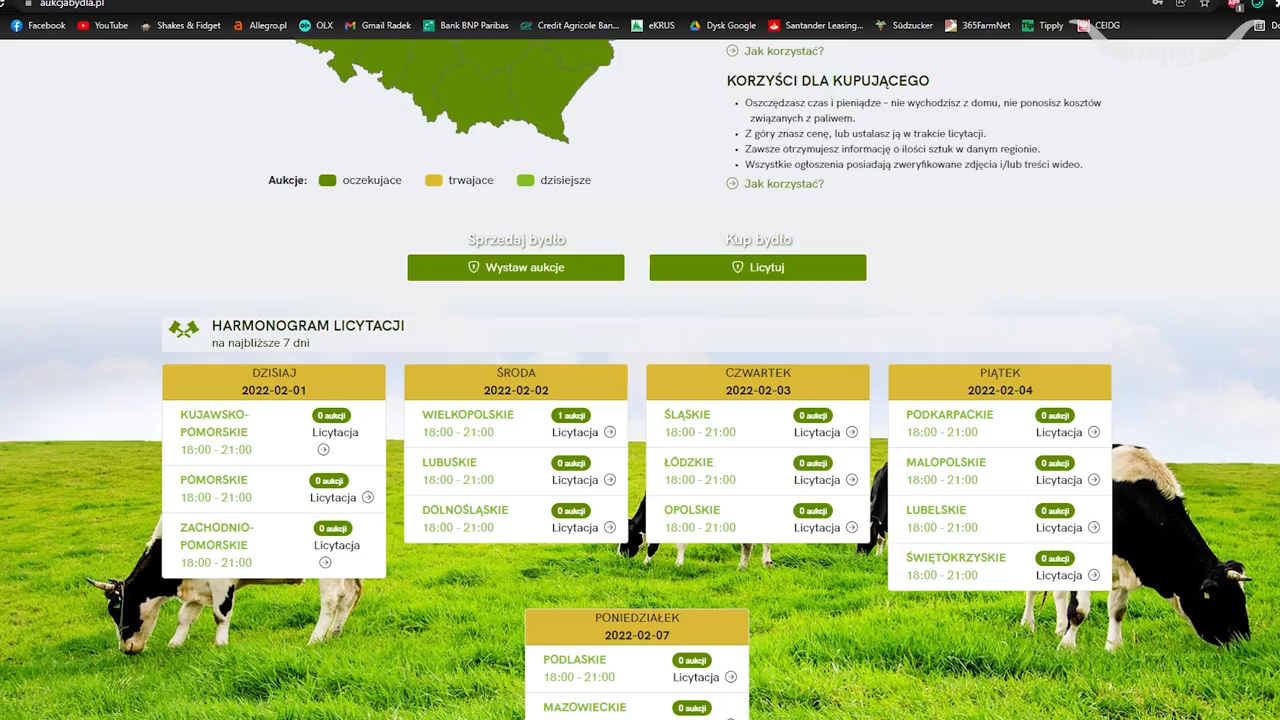 aukcjabydla.pl
Facebook YouTube Shakes & Fidget Allegro.pl OLX Gmail Radek Bank BNP Paribas Credit Agricole Ban... eKRUS Dysk Google Santander Leasing... Südzucker 365FarmNet Tipply CEIDG
Jak korzystać?
KORZYŚCI DLA KUPUJĄCEGO
• Oszczędzasz czas i pieniądze – nie wychodzisz z domu, nie ponosisz kosztów
związanych z paliwem.
• Z góry znasz cenę, lub ustalasz ją w trakcie licytacji.
• Zawsze otrzymujesz informację o ilości sztuk w danym regionie.
• Wszystkie ogłoszenia posiadają zweryfikowane zdjęcia i/lub treści wideo.
Jak korzystać?
Aukcje: oczekujace trwajace dzisiejsze
Sprzedaj bydło
Wystaw aukcje
Kup bydło
Licytuj
HARMONOGRAM LICYTACJI
na najbliższe 7 dni
DZISIAJ
2022-02-01
KUJAWSKO-
POMORSKIE
18:00 - 21:00
0 aukcji
Licytacja
POMORSKIE
18:00 - 21:00
0 aukcji
Licytacja
ZACHODNIO-
POMORSKIE
18:00 - 21:00
0 aukcji
Licytacja
ŚRODA
2022-02-02
WIELKOPOLSKIE
18:00 - 21:00
1 aukcji
Licytacja
LUBUSKIE
18:00 - 21:00
0 aukcji
Licytacja
DOLNOŚLĄSKIE
18:00 - 21:00
0 aukcji
Licytacja
CZWARTEK
2022-02-03
ŚLĄSKIE
18:00 - 21:00
0 aukcji
Licytacja
ŁÓDZKIE
18:00 - 21:00
0 aukcji
Licytacja
OPOLSKIE
18:00 - 21:00
0 aukcji
Licytacja
PIĄTEK
2022-02-04
PODKARPACKIE
18:00 - 21:00
0 aukcji
Licytacja
MALOPOLSKIE
18:00 - 21:00
0 aukcji
Licytacja
LUBELSKIE
18:00 - 21:00
0 aukcji
Licytacja
ŚWIĘTOKRZYSKIE
18:00 - 21:00
0 aukcji
Licytacja
PONIEDZIAŁEK
2022-02-07
PODLASKIE
18:00 - 21:00
0 aukcji
Licytacja
MAZOWIECKIE
0 aukcji